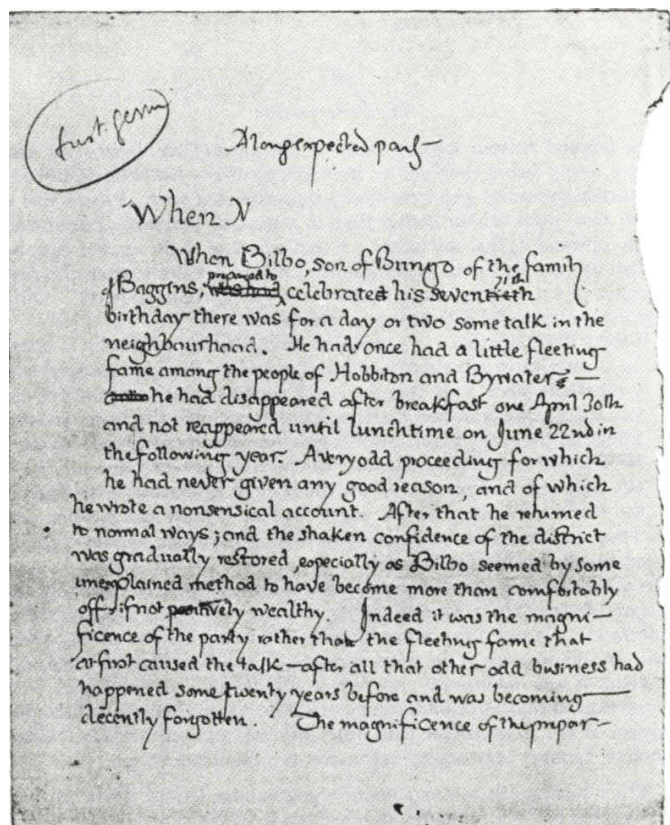 first germ
A long expected party
When N
When Bilbo, son of Bungo of the family
of Baggins, was had prepared to celebrated his seventieth 71th
birthday there was for a day or two some talk in the
neighbourhood. He had once had a little fleeting
fame among the people of Hobbiton and Bywater —
he had disappeared after breakfast one April 30th
and not reappeared until lunchtime on June 22nd in
the following year. A very odd proceeding for which
he had never given any good reason, and of which
he wrote a nonsensical account. After that he returned
to normal ways; and the shaken confidence of the district
was gradually restored, especially as Bilbo seemed by some
unexplained method to have become more than comfortably
off, if not positively wealthy. Indeed it was the magni-
ficence of the party rather than the fleeting fame that
at first caused the talk — after all that other odd business had
happened some twenty years before and was becoming
decently forgotten. The magnificence of the prepar-